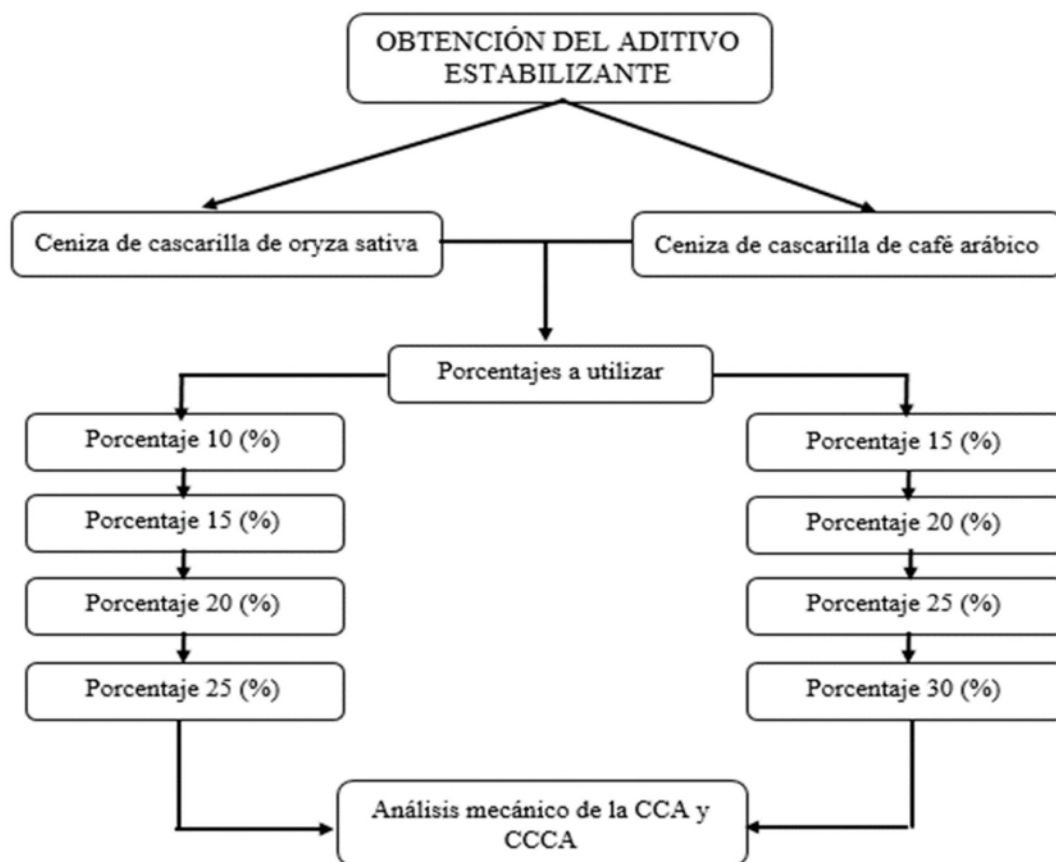 OBTENCIÓN DEL ADITIVO
ESTABILIZANTE
Ceniza de cascarilla de oryza sativa
Ceniza de cascarilla de café arábico
Porcentajes a utilizar
Porcentaje 10 (%)
Porcentaje 15 (%)
Porcentaje 20 (%)
Porcentaje 25 (%)
Porcentaje 15 (%)
Porcentaje 20 (%)
Porcentaje 25 (%)
Porcentaje 30 (%)
Análisis mecánico de la CCA y
CCCA